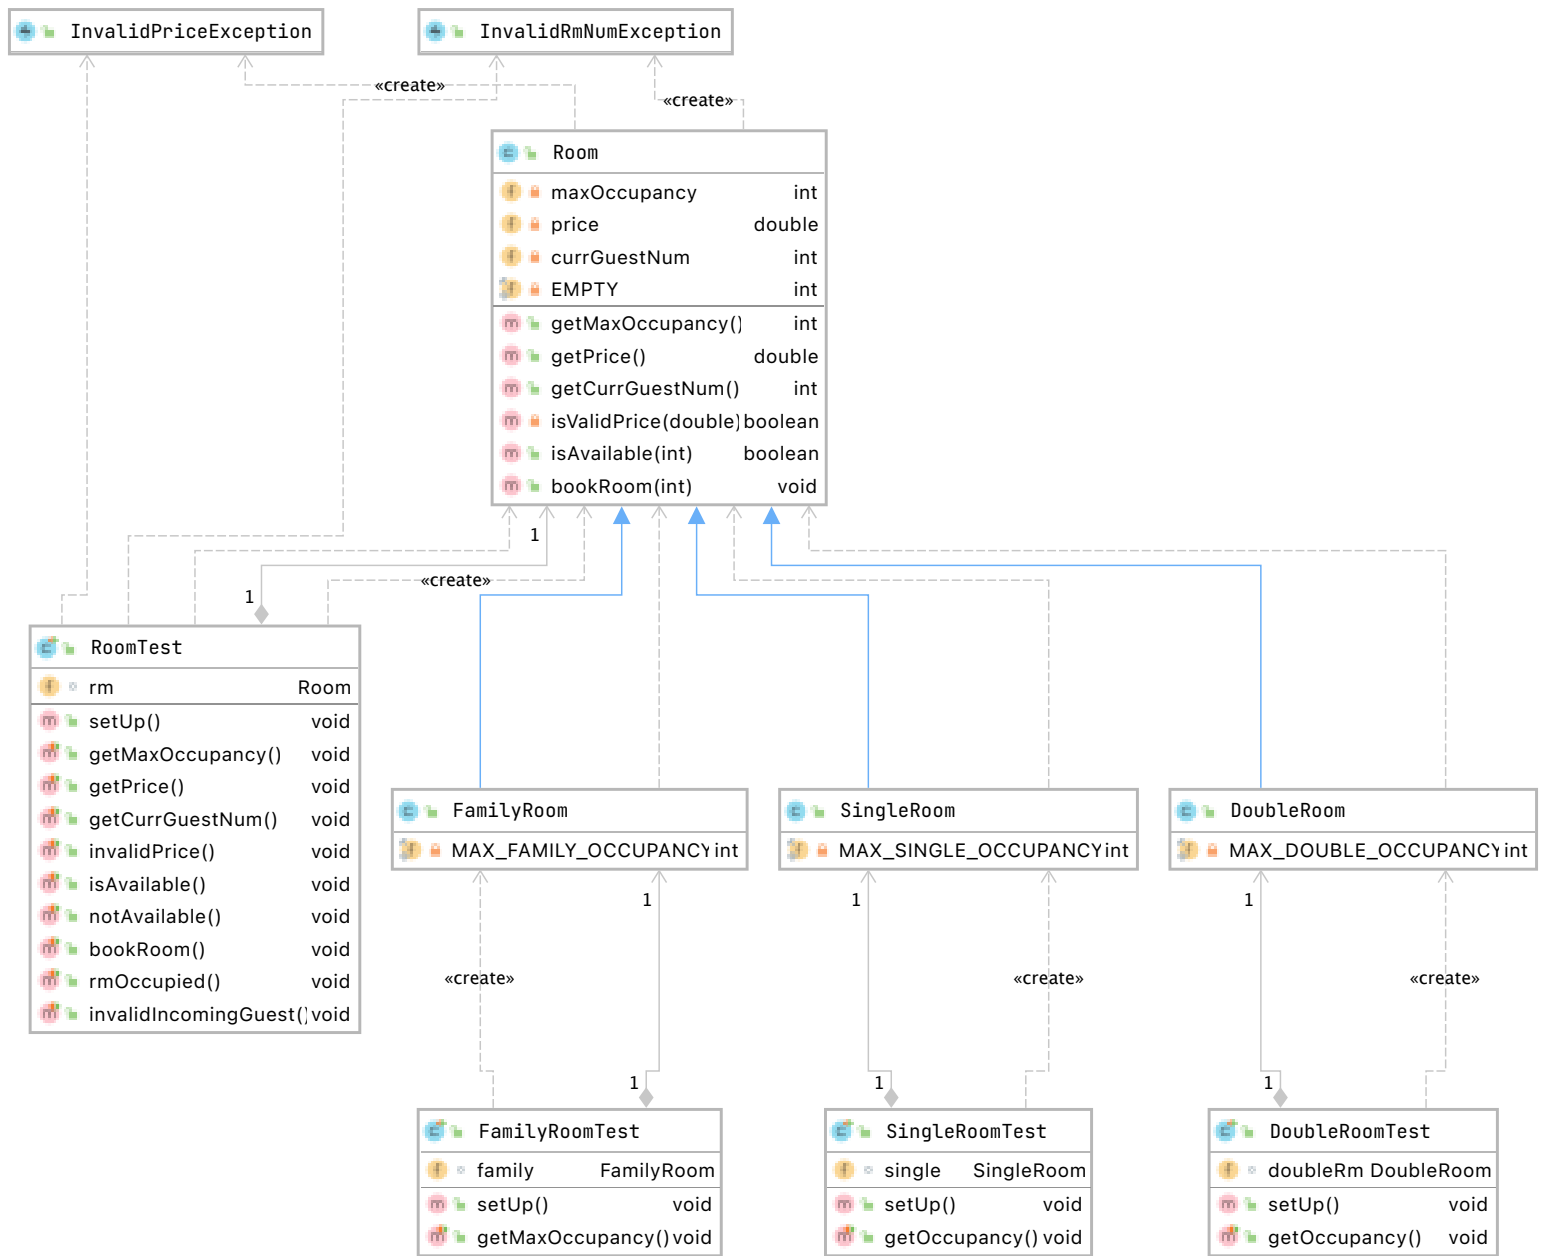 InvalidPriceException
InvalidRmNumException
«create»
«create»
Room
maxOccupancy int
price double
currGuestNum int
EMPTY int
getMaxOccupancy() int
getPrice() double
getCurrGuestNum() int
isValidPrice(double) boolean
isAvailable(int) boolean
bookRoom(int) void
1
«create»
1
RoomTest
rm Room
setUp() void
getMaxOccupancy() void
getPrice() void
getCurrGuestNum() void
invalidPrice() void
isAvailable() void
notAvailable() void
bookRoom() void
rmOccupied() void
invalidIncomingGuest() void
FamilyRoom
MAX_FAMILY_OCCUPANCY int
SingleRoom
MAX_SINGLE_OCCUPANCY int
DoubleRoom
MAX_DOUBLE_OCCUPANCY int
1
1
1
«create»
«create»
«create»
1
1
1
FamilyRoomTest
family FamilyRoom
setUp() void
getMaxOccupancy() void
SingleRoomTest
single SingleRoom
setUp() void
getOccupancy() void
DoubleRoomTest
doubleRm DoubleRoom
setUp() void
getOccupancy() void